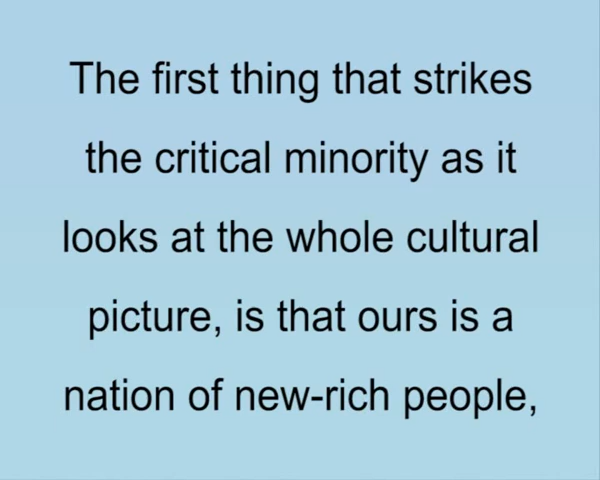 The first thing that strikes
the critical minority as it
looks at the whole cultural
picture, is that ours is a
nation of new-rich people,